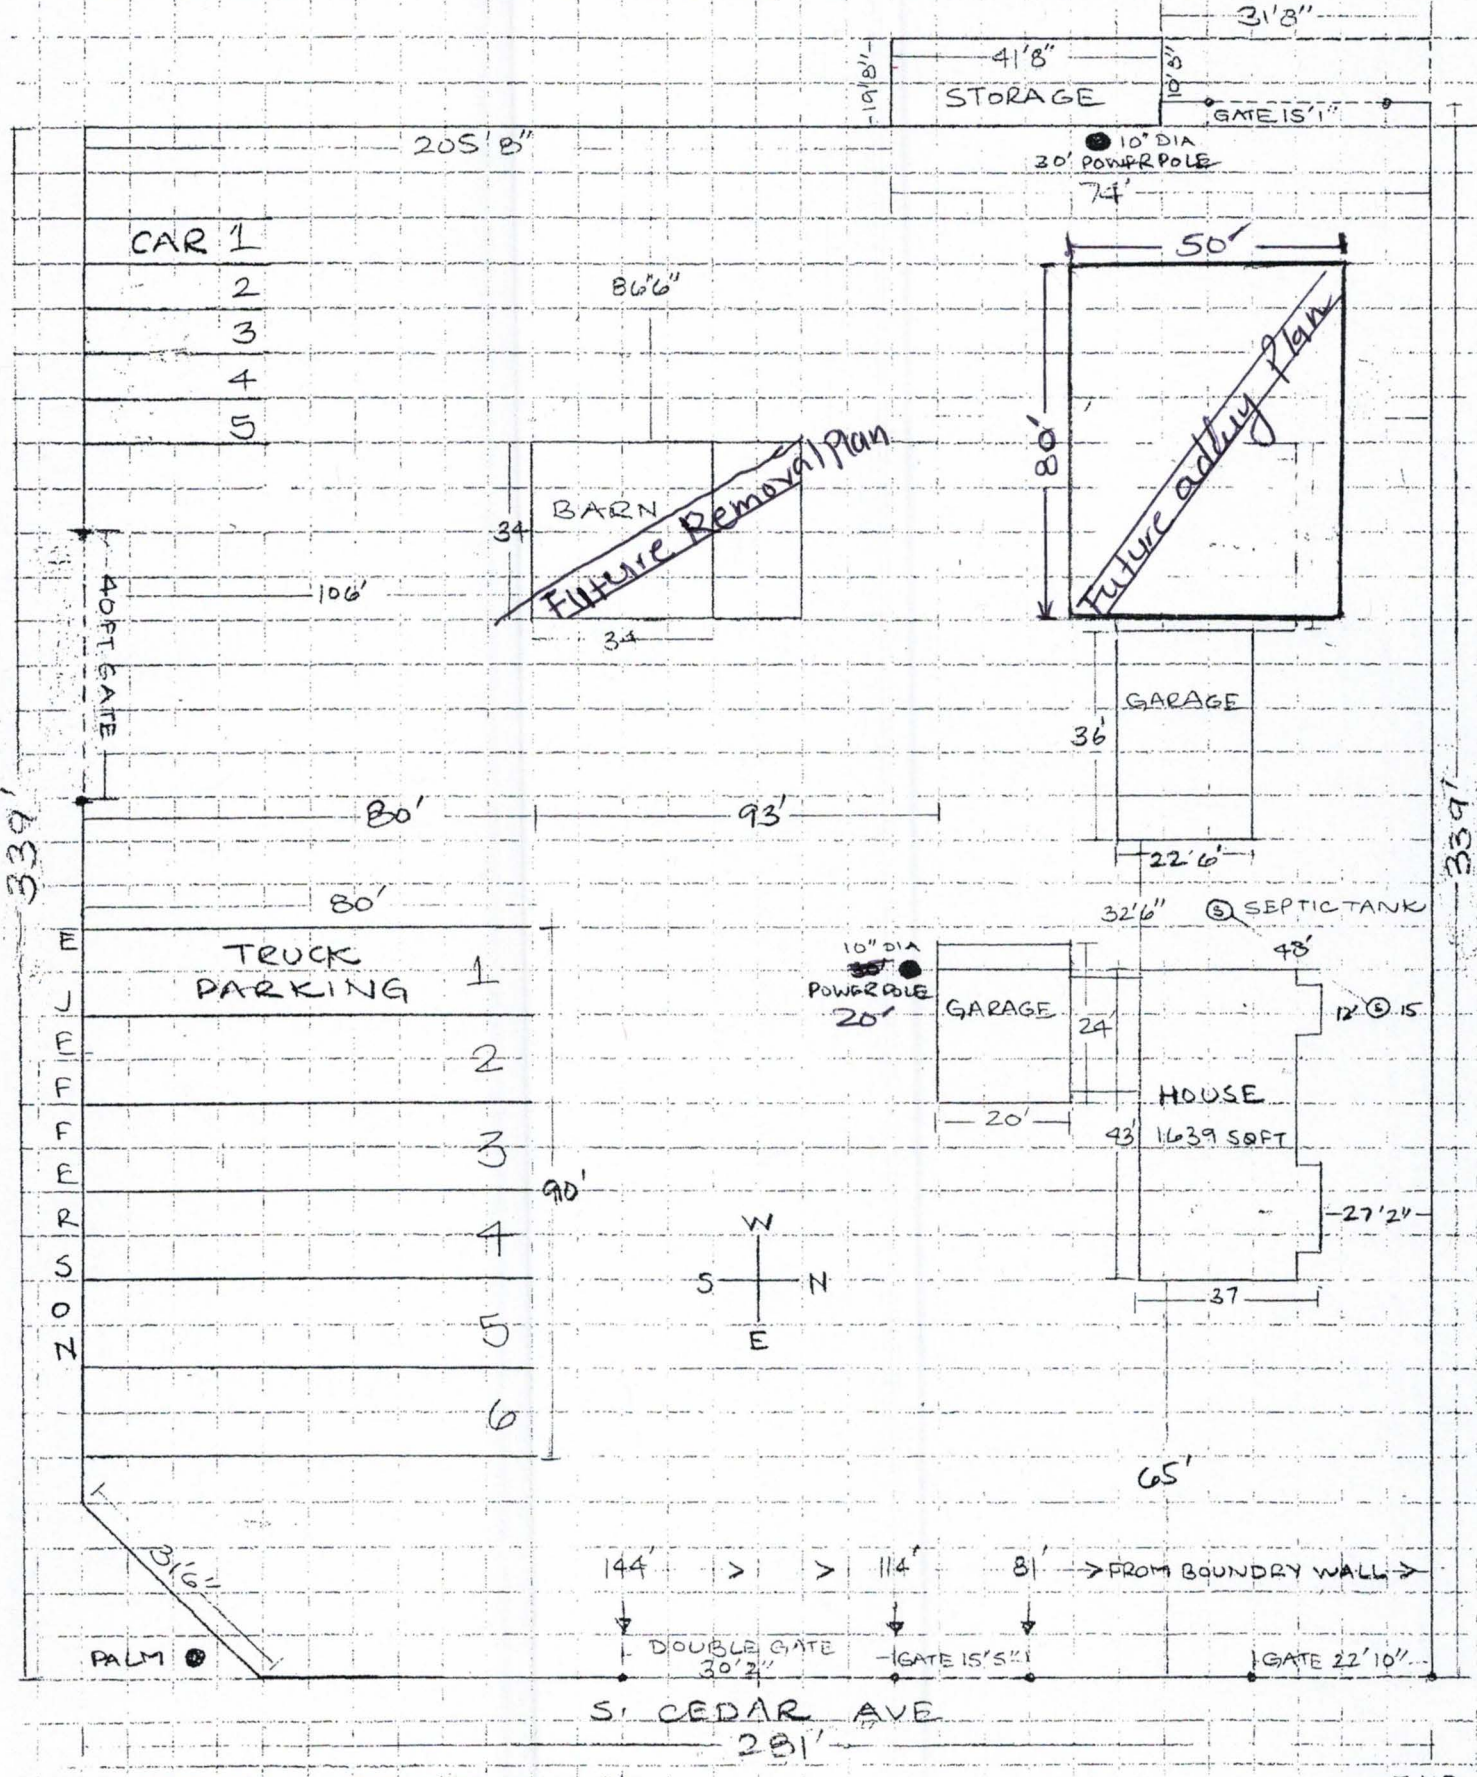 31'8"
41'8"
19'8"
10'8"
STORAGE
GATE 15'1"
205'8"
10" DIA
30' POWER POLE
74'
CAR 1
2
3
4
5
86'6"
50'
80'
Future adding Plan
BARN
34
34
Future Removal Plan
106'
40FT GATE
GARAGE
36'
22'6"
339'
339'
80'
93'
80'
32'6"
S SEPTIC TANK
48'
TRUCK
PARKING 1
2
3
4
5
6
90'
E JEFFERSON
10" DIA
POWER POLE
20'
GARAGE
24'
20'
12' S 15
HOUSE
1639 SQFT
43'
27'2"
37
W
S N
E
65'
31'6"
144' > > 114' 81' > FROM BOUNDRY WALL >
PALM
DOUBLE GATE
30'2"
GATE 15'5"
GATE 22'10"
S. CEDAR AVE
281'